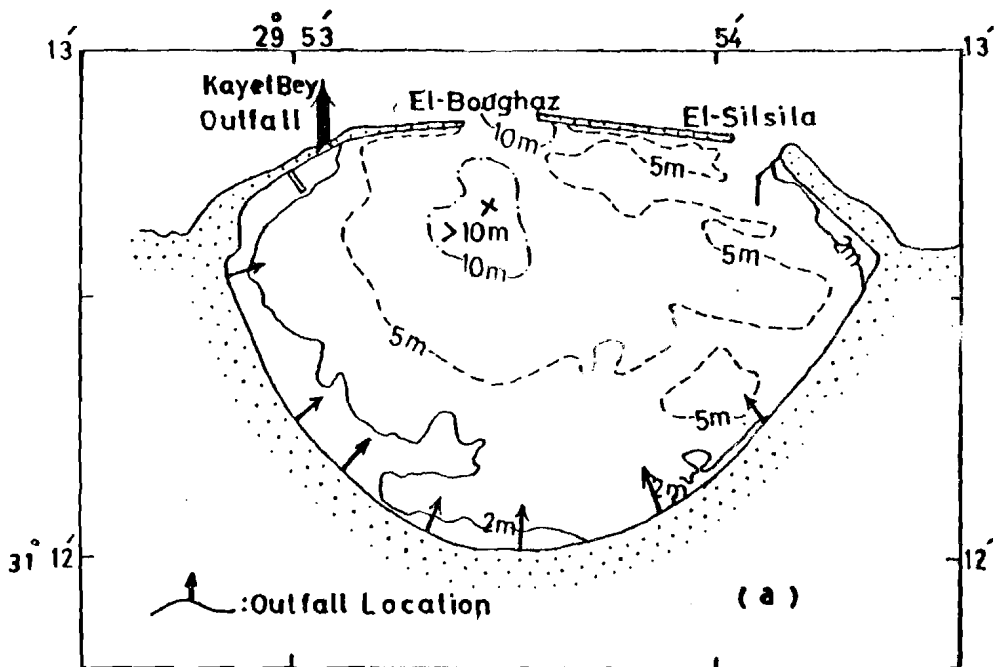 29° 53′
54′
13′
13′
KayetBey
Outfall
El-Boughaz
El-Silsila
10m
5m
>10m
10m
5m
5m
5m
2m
2m
31° 12′
12′
:Outfall Location
(a)